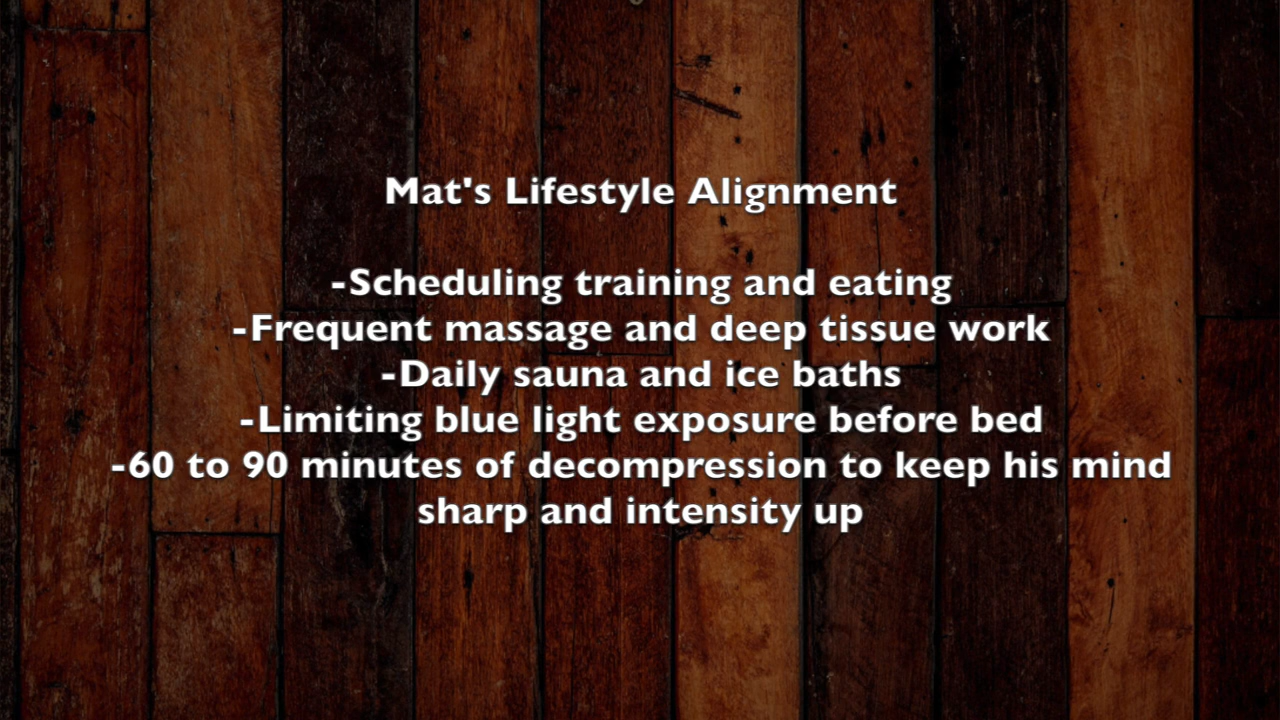 Mat's Lifestyle Alignment
-Scheduling training and eating
-Frequent massage and deep tissue work
-Daily sauna and ice baths
-Limiting blue light exposure before bed
-60 to 90 minutes of decompression to keep his mind
sharp and intensity up